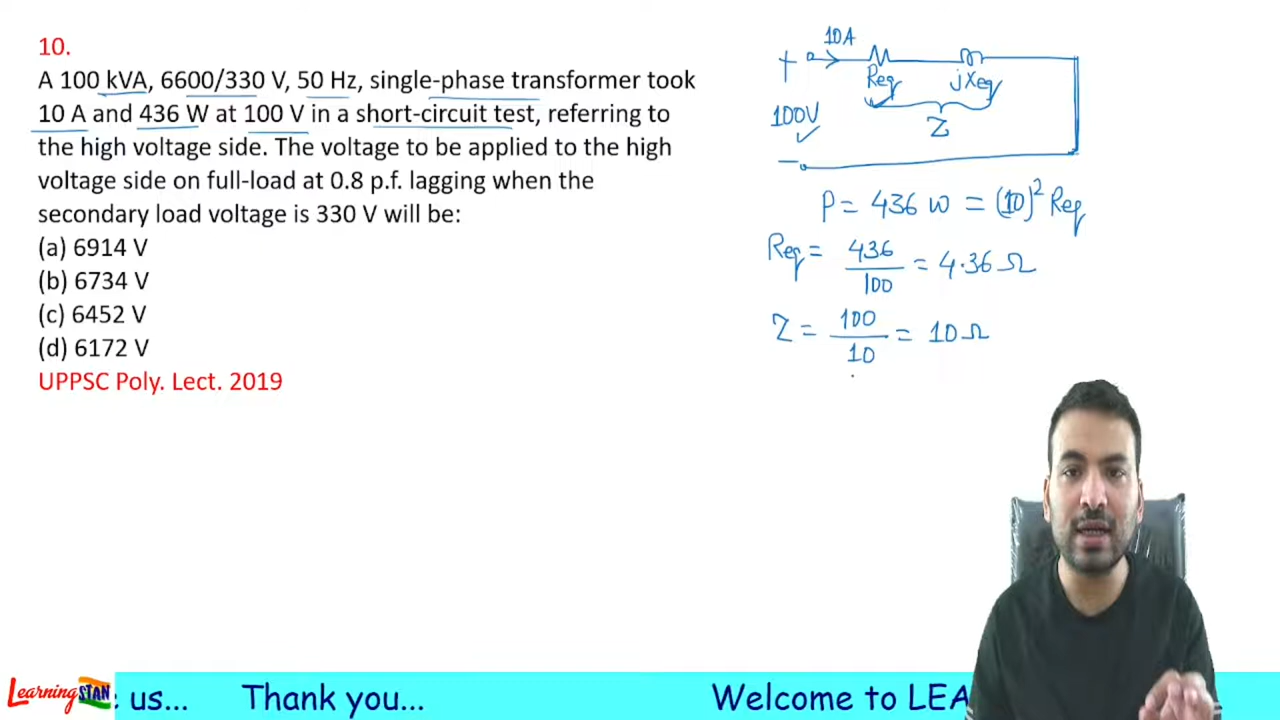 10.
A 100 kVA, 6600/330 V, 50 Hz, single-phase transformer took
10 A and 436 W at 100 V in a short-circuit test, referring to
the high voltage side. The voltage to be applied to the high
voltage side on full-load at 0.8 p.f. lagging when the
secondary load voltage is 330 V will be:
(a) 6914 V
(b) 6734 V
(c) 6452 V
(d) 6172 V
UPPSC Poly. Lect. 2019
10A
+
Req
jXeq
Z
100V
−
P = 436 W = (10)² Req
Req = 436/100 = 4.36 Ω
Z = 100/10 = 10 Ω
LearningSTAN
us... Thank you... Welcome to LEA